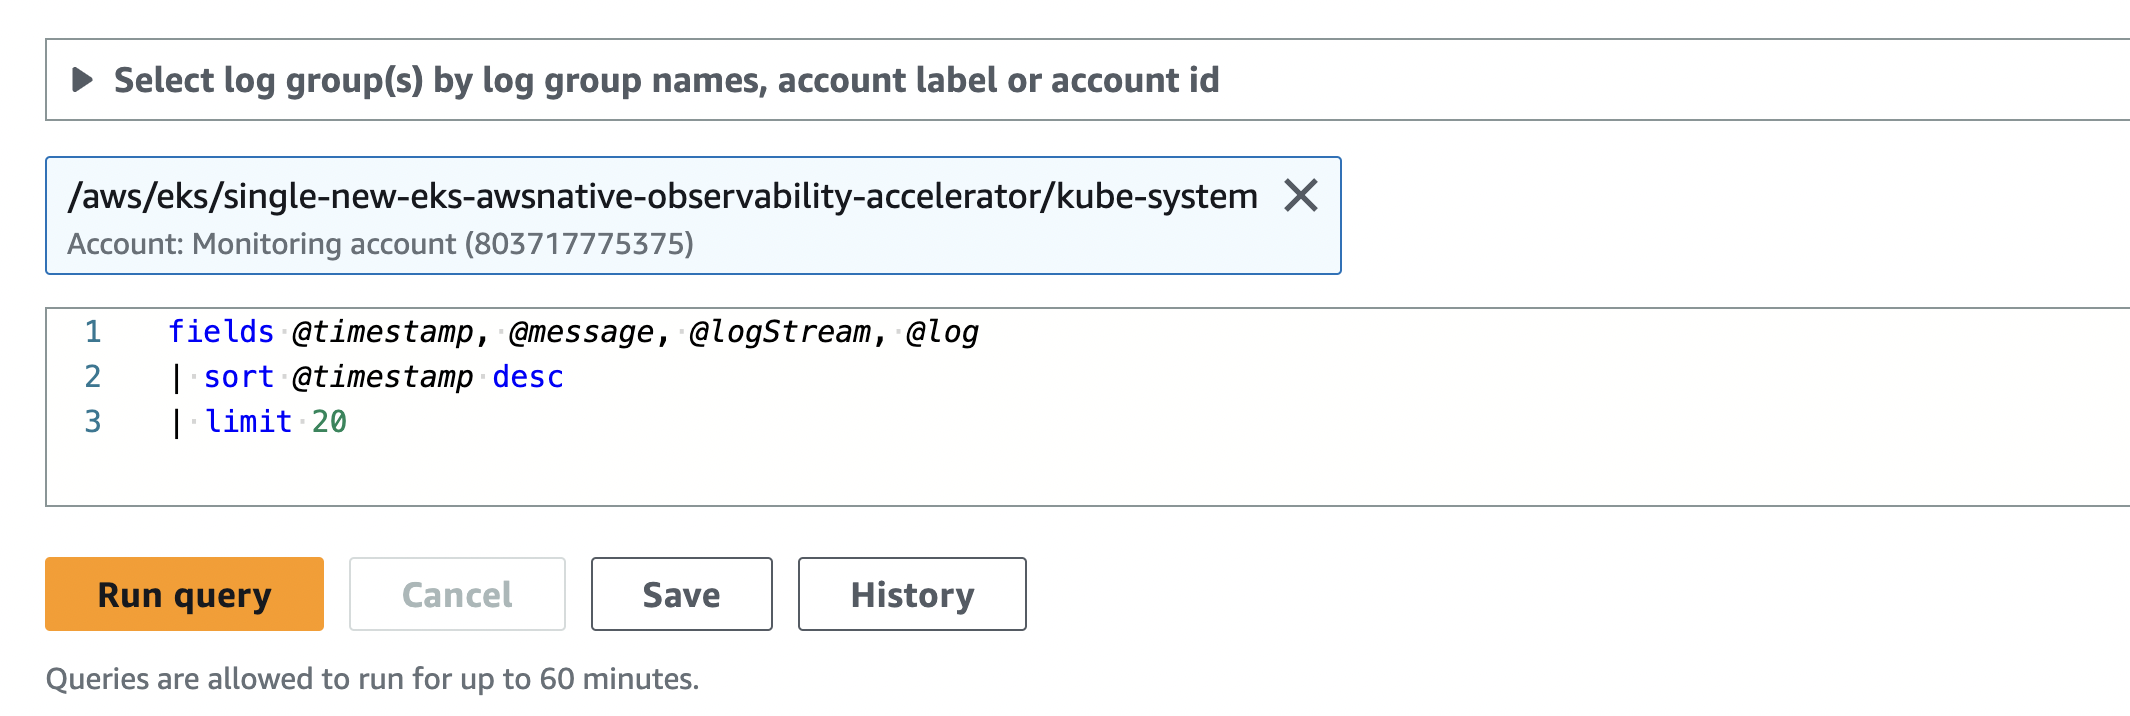 Select log group(s) by log group names, account label or account id
/aws/eks/single-new-eks-awsnative-observability-accelerator/kube-system
Account: Monitoring account (803717775375)
1 fields @timestamp, @message, @logStream, @log
2 | sort @timestamp desc
3 | limit 20
Run query Cancel Save History
Queries are allowed to run for up to 60 minutes.